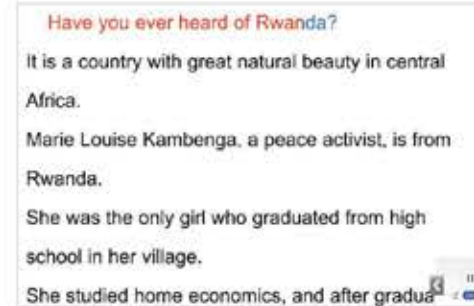 Have you ever heard of Rwanda?
It is a country with great natural beauty in central
Africa.
Marie Louise Kambenga, a peace activist, is from
Rwanda.
She was the only girl who graduated from high
school in her village.
She studied home economics, and after